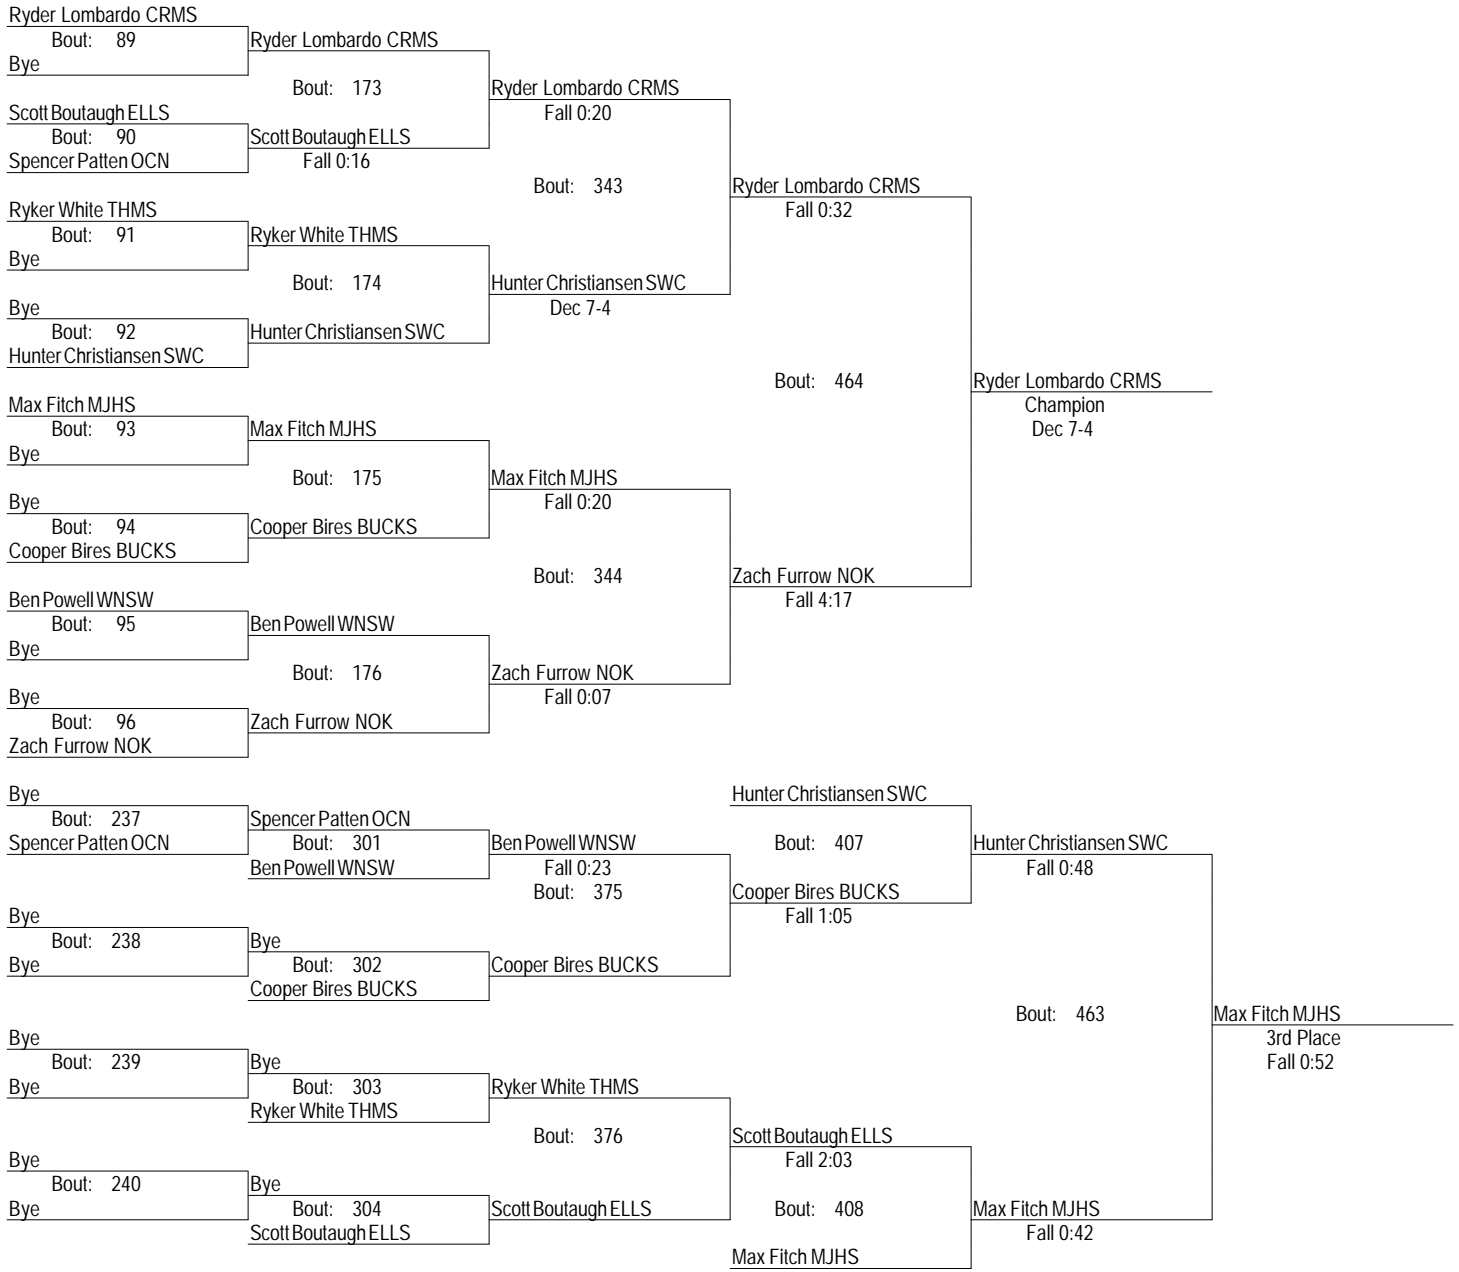 Ryder Lombardo CRMS
Bout: 89
Bye
Ryder Lombardo CRMS
Bout: 173
Scott Boutaugh ELLS
Bout: 90
Spencer Patten OCN
Scott Boutaugh ELLS
Fall 0:16
Ryder Lombardo CRMS
Fall 0:20
Bout: 343
Ryker White THMS
Bout: 91
Bye
Ryker White THMS
Bout: 174
Bye
Bout: 92
Hunter Christiansen SWC
Hunter Christiansen SWC
Hunter Christiansen SWC
Dec 7-4
Ryder Lombardo CRMS
Fall 0:32
Bout: 464
Ryder Lombardo CRMS
Champion
Dec 7-4
Max Fitch MJHS
Bout: 93
Bye
Max Fitch MJHS
Bout: 175
Bye
Bout: 94
Cooper Bires BUCKS
Cooper Bires BUCKS
Max Fitch MJHS
Fall 0:20
Bout: 344
Ben Powell WNSW
Bout: 95
Bye
Ben Powell WNSW
Bout: 176
Bye
Bout: 96
Zach Furrow NOK
Zach Furrow NOK
Zach Furrow NOK
Fall 0:07
Zach Furrow NOK
Fall 4:17
Bye
Bout: 237
Spencer Patten OCN
Spencer Patten OCN
Bout: 301
Ben Powell WNSW
Ben Powell WNSW
Fall 0:23
Bout: 375
Bye
Bout: 238
Bye
Bye
Bout: 302
Cooper Bires BUCKS
Cooper Bires BUCKS
Hunter Christiansen SWC
Bout: 407
Cooper Bires BUCKS
Fall 1:05
Hunter Christiansen SWC
Fall 0:48
Bout: 463
Max Fitch MJHS
3rd Place
Fall 0:52
Bye
Bout: 239
Bye
Bye
Bout: 303
Ryker White THMS
Ryker White THMS
Bout: 376
Bye
Bout: 240
Bye
Bye
Bout: 304
Scott Boutaugh ELLS
Scott Boutaugh ELLS
Scott Boutaugh ELLS
Fall 2:03
Bout: 408
Max Fitch MJHS
Max Fitch MJHS
Fall 0:42